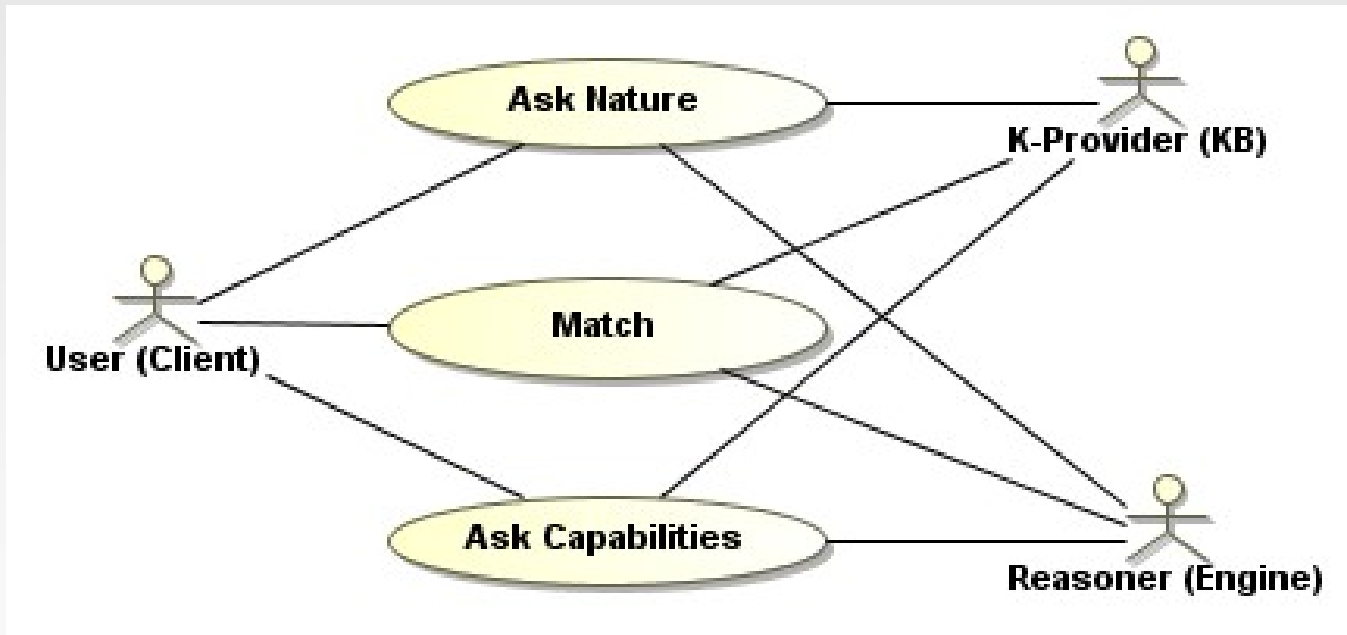 Ask Nature
K-Provider (KB)
Match
User (Client)
Ask Capabilities
Reasoner (Engine)